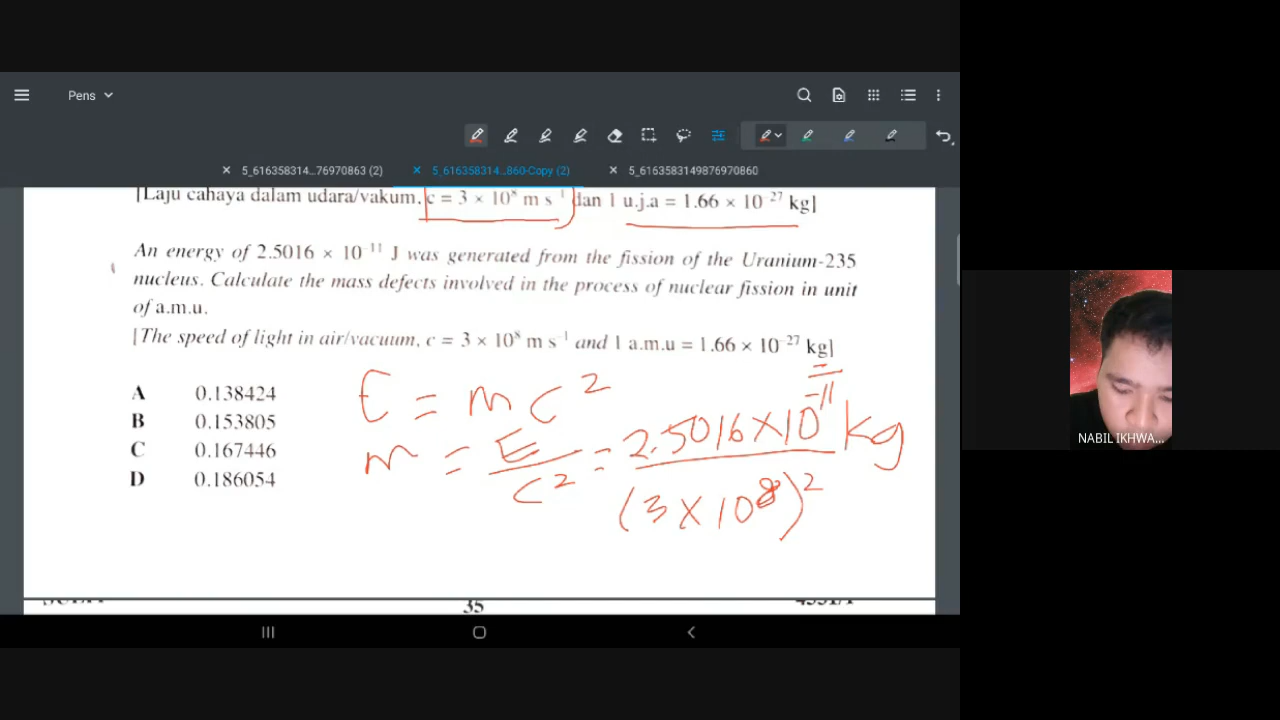 Pens
5_616358314...76970863 (2)
5_616358314...860-Copy (2)
5_6163583149876970860
[Laju cahaya dalam udara/vakum, c = 3 × 10⁸ m s⁻¹ dan 1 u.j.a = 1.66 × 10⁻²⁷ kg]
An energy of 2.5016 × 10⁻¹¹ J was generated from the fission of the Uranium-235
nucleus. Calculate the mass defects involved in the process of nuclear fission in unit
of a.m.u.
[The speed of light in air/vacuum, c = 3 × 10⁸ m s⁻¹ and 1 a.m.u = 1.66 × 10⁻²⁷ kg]
A 0.138424
B 0.153805
C 0.167446
D 0.186054
E = mc²
m = E/c² = 2.5016 × 10⁻¹¹/(3 × 10⁸)² kg
35
NABIL IKHWA...